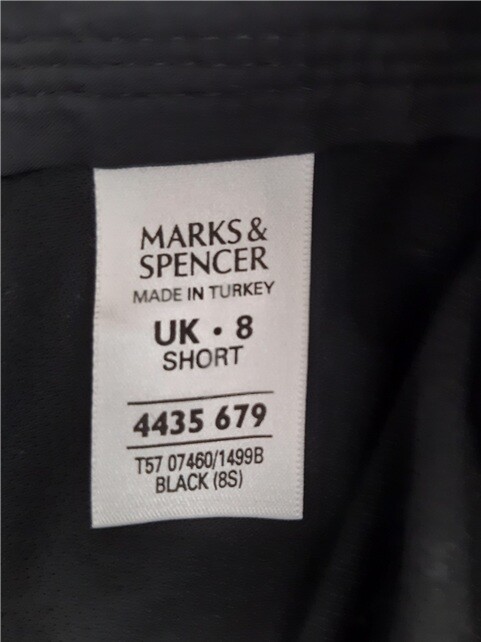 MARKS &
SPENCER
MADE IN TURKEY
UK • 8
SHORT
4435 679
T57 07460/1499B
BLACK (8S)